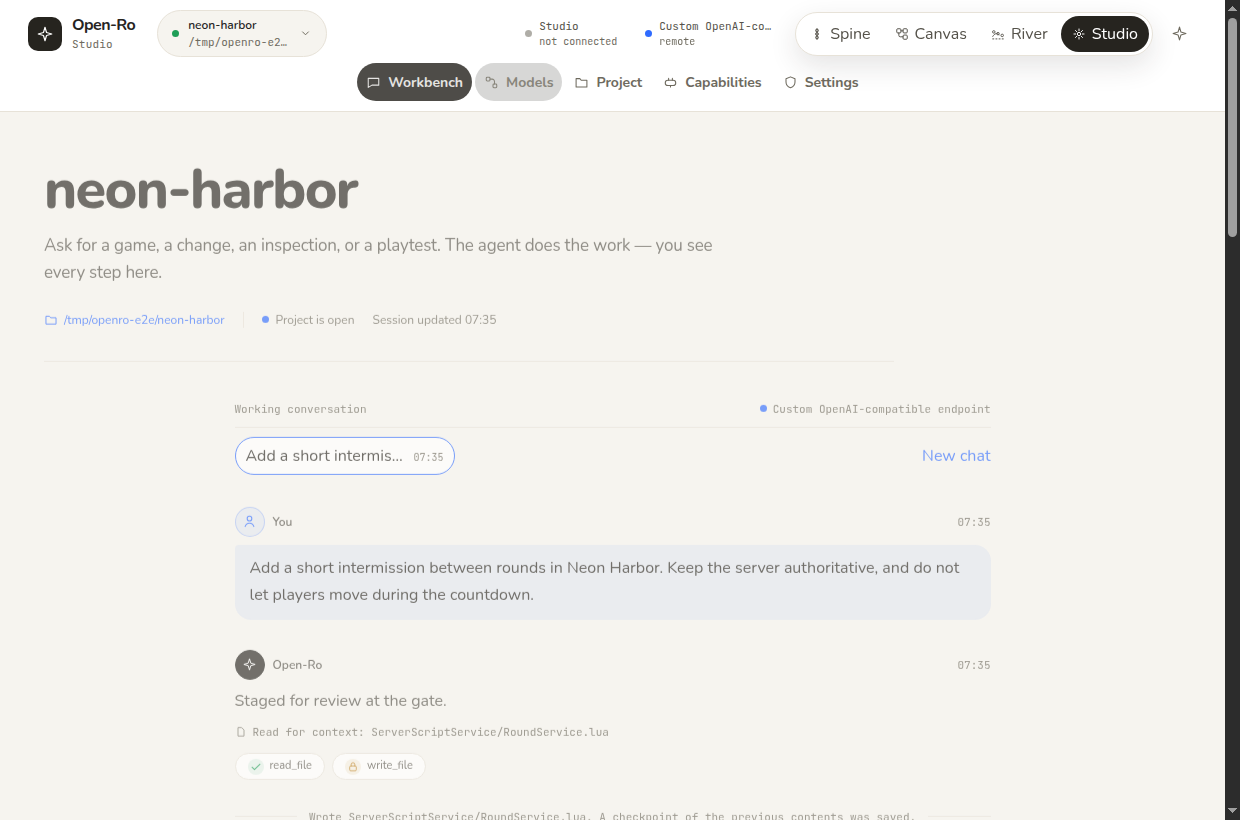 Open-Ro
Studio
neon-harbor
/tmp/openro-e2…
Studio
not connected
Custom OpenAI-co…
remote
Spine
Canvas
River
Studio
Workbench
Models
Project
Capabilities
Settings
neon-harbor
Ask for a game, a change, an inspection, or a playtest. The agent does the work — you see
every step here.
/tmp/openro-e2e/neon-harbor
Project is open
Session updated 07:35
Working conversation
Custom OpenAI-compatible endpoint
Add a short intermis…
07:35
New chat
You
07:35
Add a short intermission between rounds in Neon Harbor. Keep the server authoritative, and do not
let players move during the countdown.
Open-Ro
07:35
Staged for review at the gate.
Read for context: ServerScriptService/RoundService.lua
read_file
write_file
Wrote ServerScriptService/RoundService.lua. A checkpoint of the previous contents was saved.